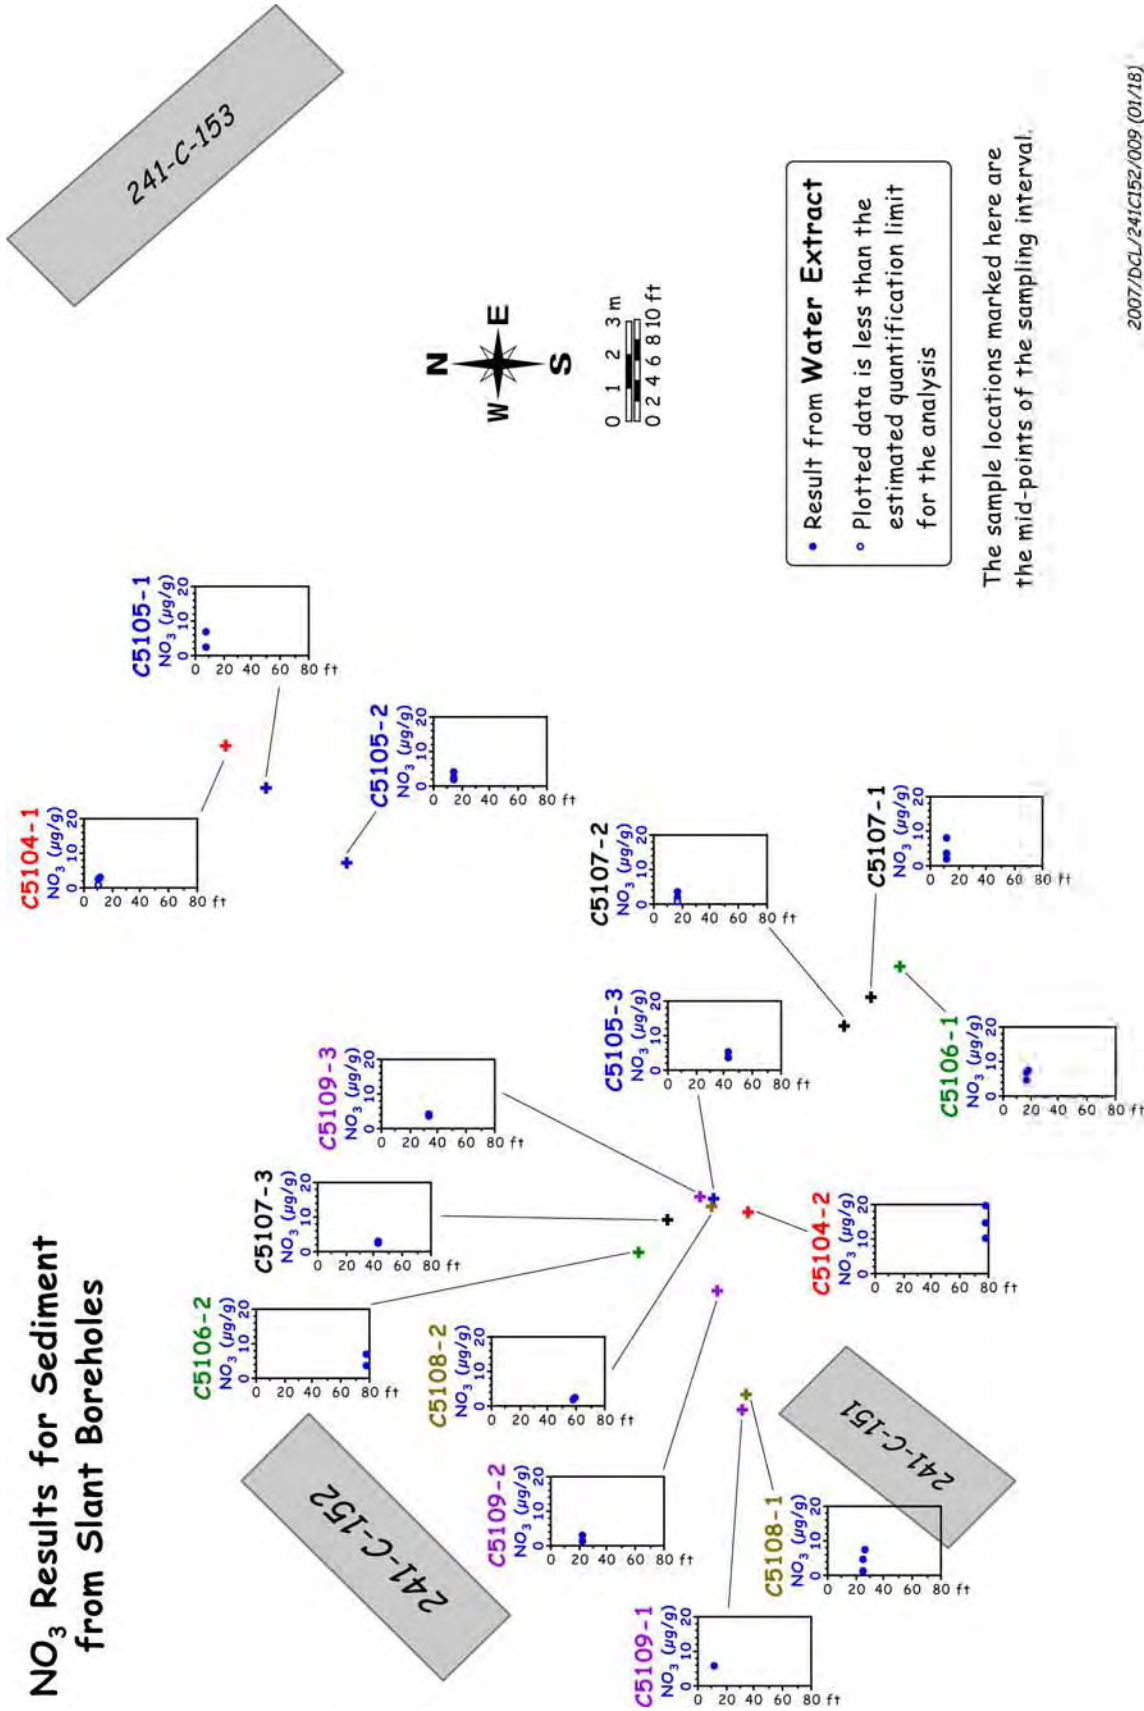 NO3 Results for Sediment
from Slant Boreholes
241-C-153
C5104-1
NO3 (µg/g)
0 10 20
0 20 40 60 80 ft
C5105-1
NO3 (µg/g)
0 10 20
0 20 40 60 80 ft
C5105-2
NO3 (µg/g)
0 10 20
0 20 40 60 80 ft
N
W E
S
0 1 2 3 m
0 2 4 6 8 10 ft
C5106-2
NO3 (µg/g)
0 10 20
0 20 40 60 80 ft
C5107-3
NO3 (µg/g)
0 10 20
0 20 40 60 80 ft
C5109-3
NO3 (µg/g)
0 10 20
0 20 40 60 80 ft
241-C-152
C5108-2
NO3 (µg/g)
0 10 20
0 20 40 60 80 ft
C5109-2
NO3 (µg/g)
0 10 20
0 20 40 60 80 ft
C5105-3
NO3 (µg/g)
0 10 20
0 20 40 60 80 ft
C5107-2
NO3 (µg/g)
0 10 20
0 20 40 60 80 ft
C5109-1
NO3 (µg/g)
0 10 20
0 20 40 60 80 ft
C5108-1
NO3 (µg/g)
0 10 20
0 20 40 60 80 ft
241-C-151
C5104-2
NO3 (µg/g)
0 10 20
0 20 40 60 80 ft
C5106-1
NO3 (µg/g)
0 10 20
0 20 40 60 80 ft
C5107-1
NO3 (µg/g)
0 10 20
0 20 40 60 80 ft
Result from Water Extract
Plotted data is less than the
estimated quantification limit
for the analysis
The sample locations marked here are
the mid-points of the sampling interval.
2007/DCL/241C152/009 (01/18)